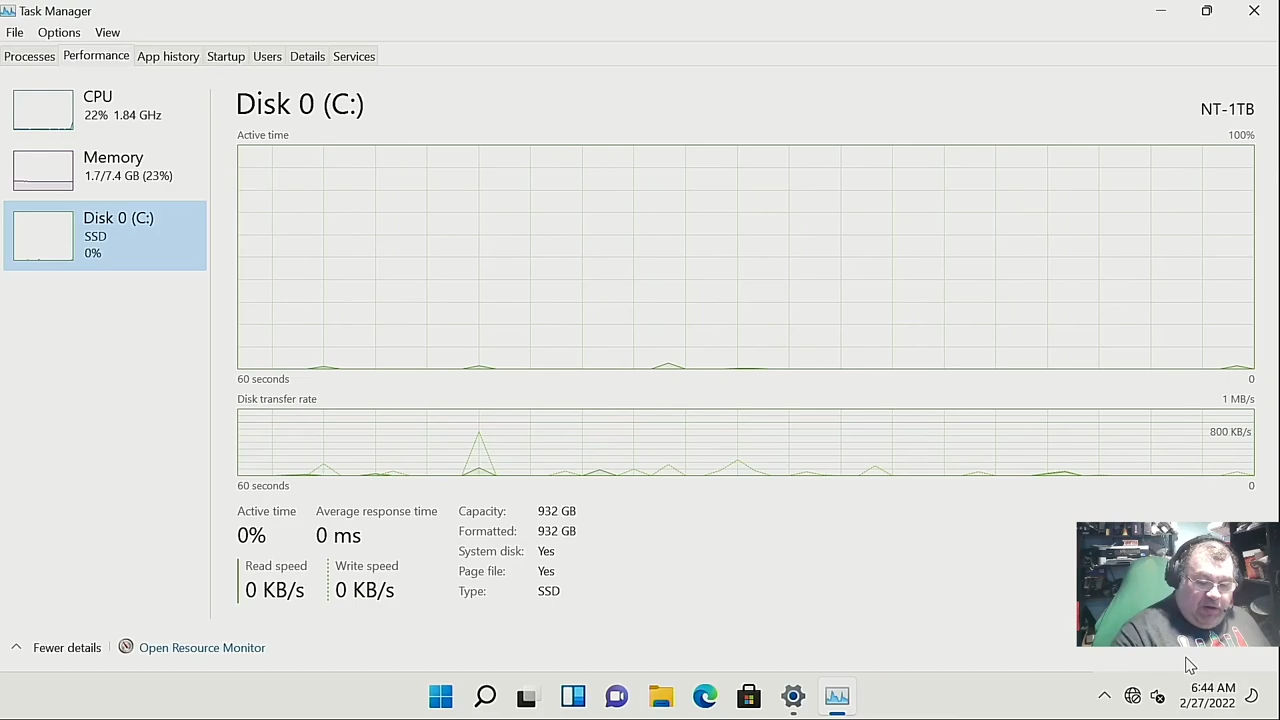 Task Manager
File Options View
Processes Performance App history Startup Users Details Services
CPU
22% 1.84 GHz
Memory
1.7/7.4 GB (23%)
Disk 0 (C:)
SSD
0%
Disk 0 (C:) NT-1TB
Active time 100%
60 seconds 0
Disk transfer rate 1 MB/s
800 KB/s
60 seconds 0
Active time
0%
Average response time
0 ms
Read speed
0 KB/s
Write speed
0 KB/s
Capacity: 932 GB
Formatted: 932 GB
System disk: Yes
Page file: Yes
Type: SSD
Fewer details Open Resource Monitor
6:44 AM
2/27/2022